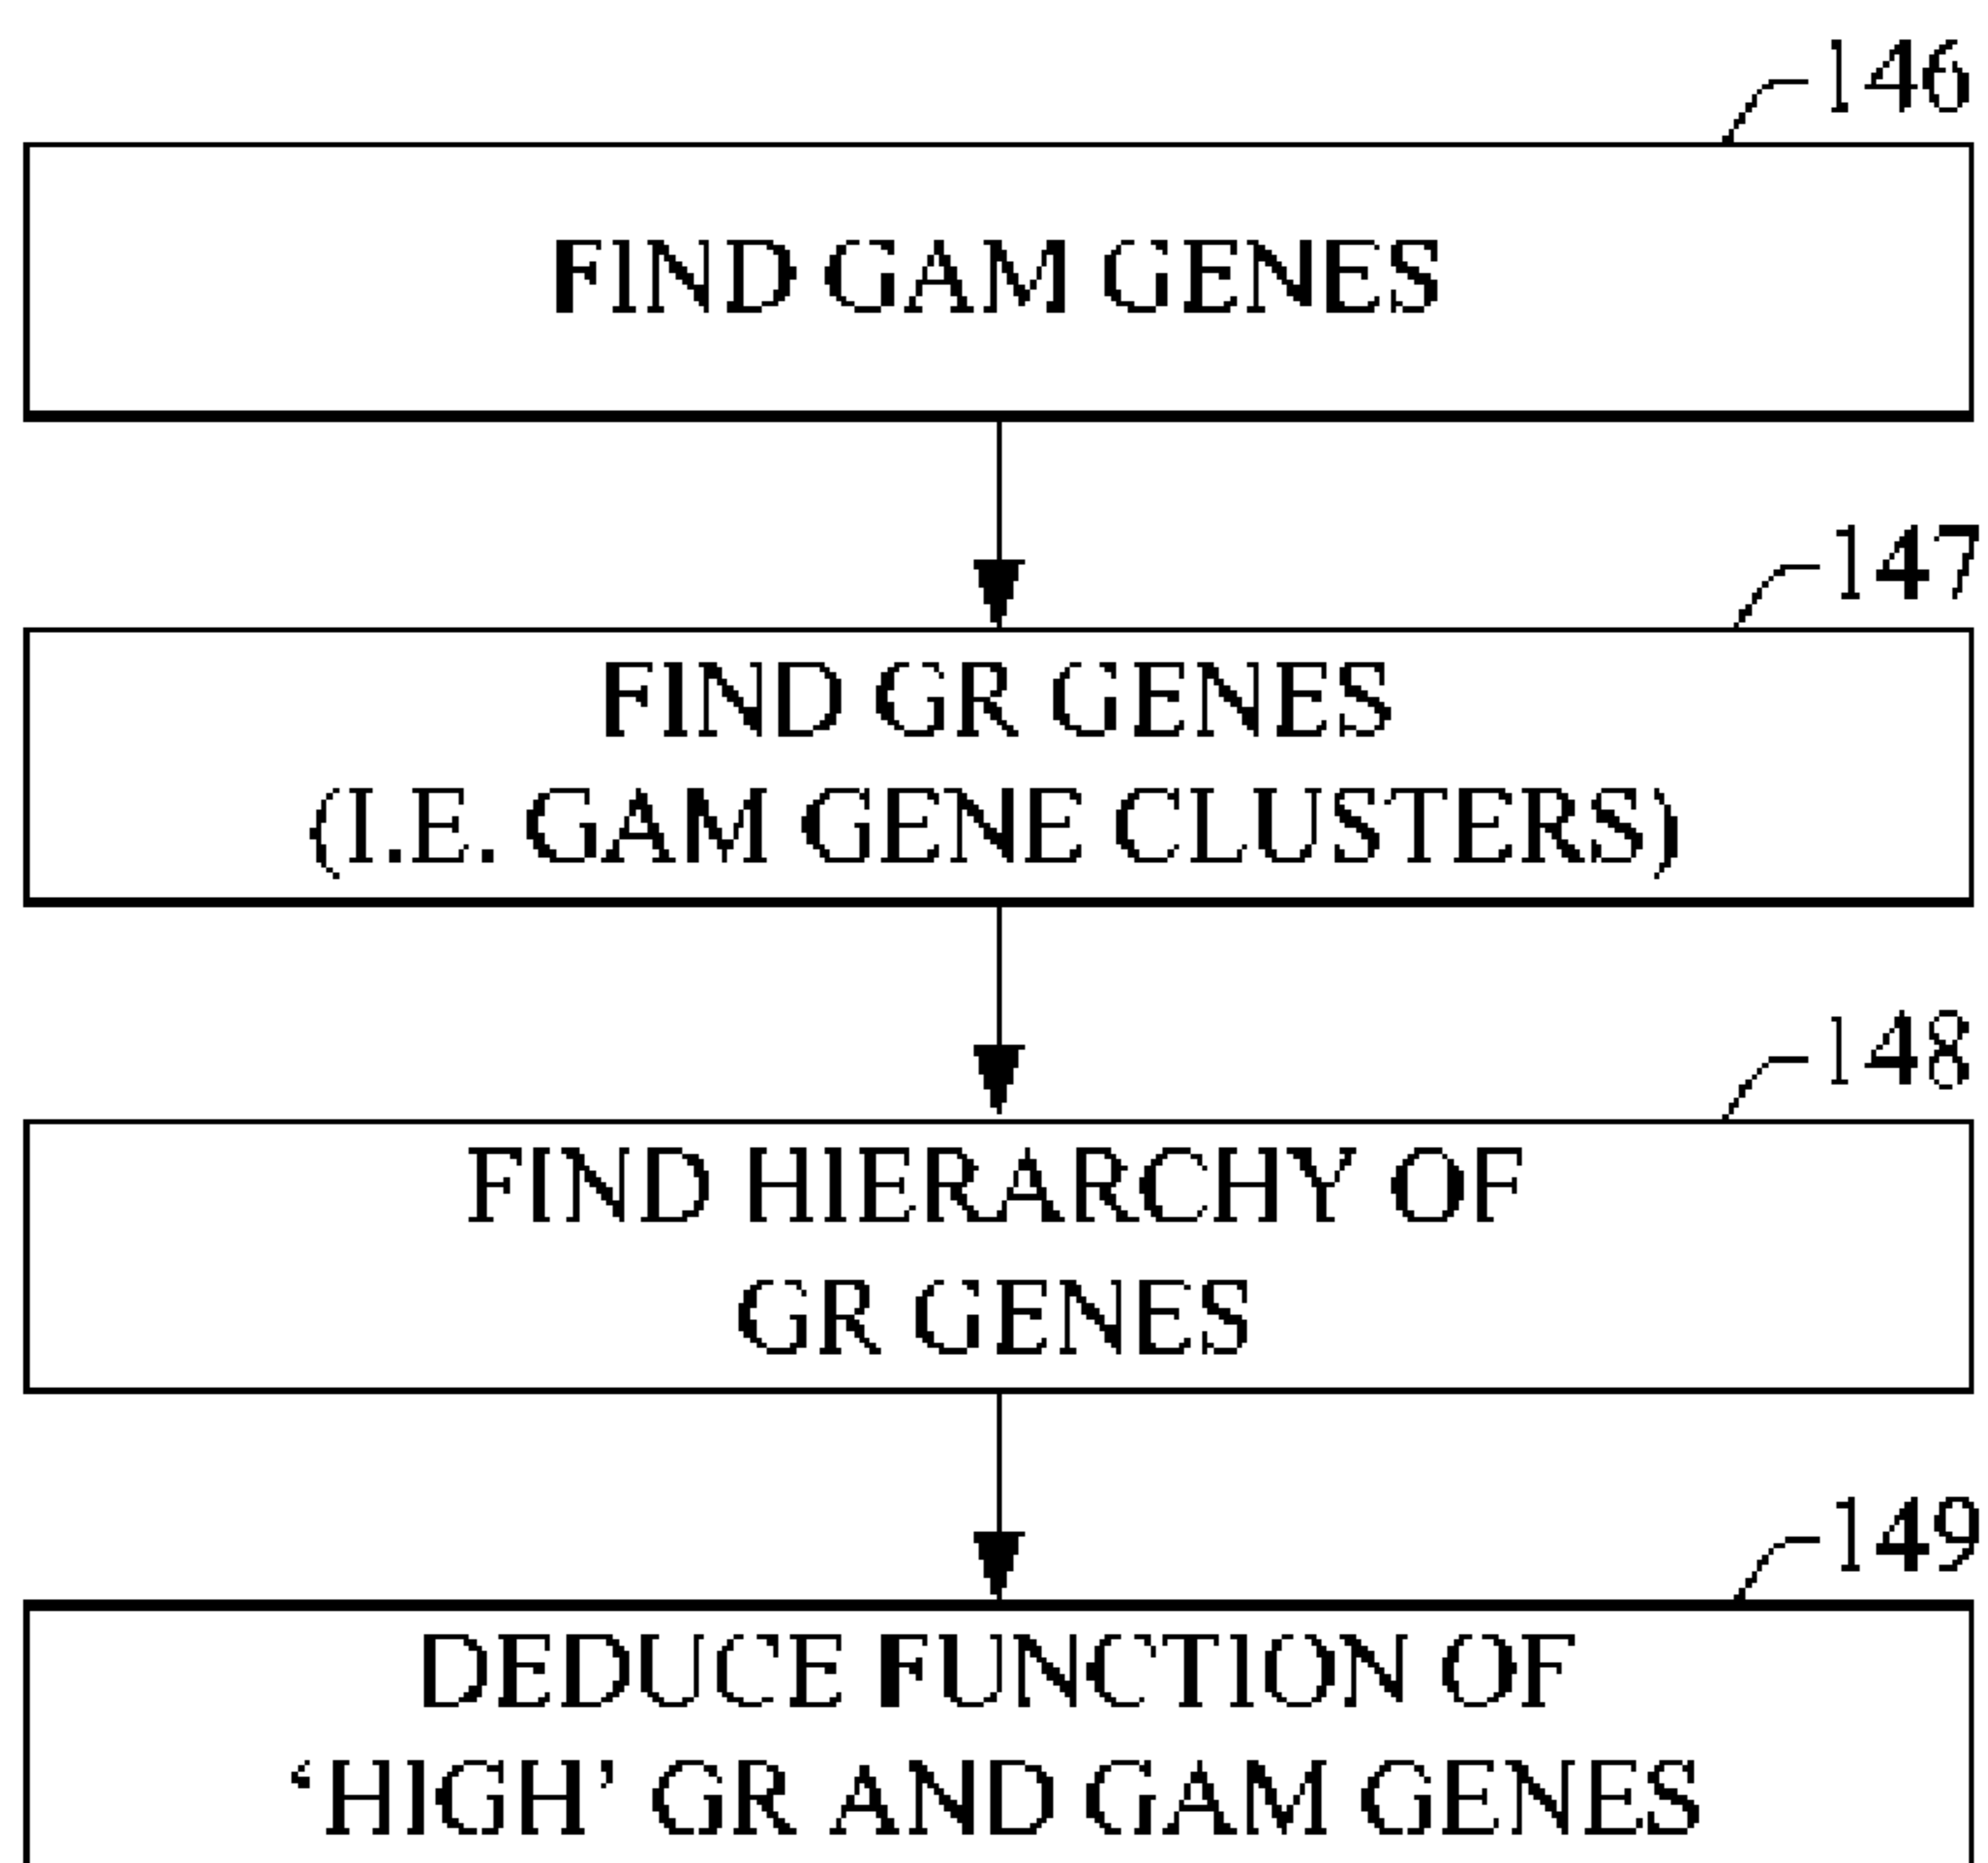 146
FIND GAM GENES
147
FIND GR GENES
(I.E. GAM GENE CLUSTERS)
148
FIND HIERARCHY OF
GR GENES
149
DEDUCE FUNCTION OF
‘HIGH’ GR AND GAM GENES